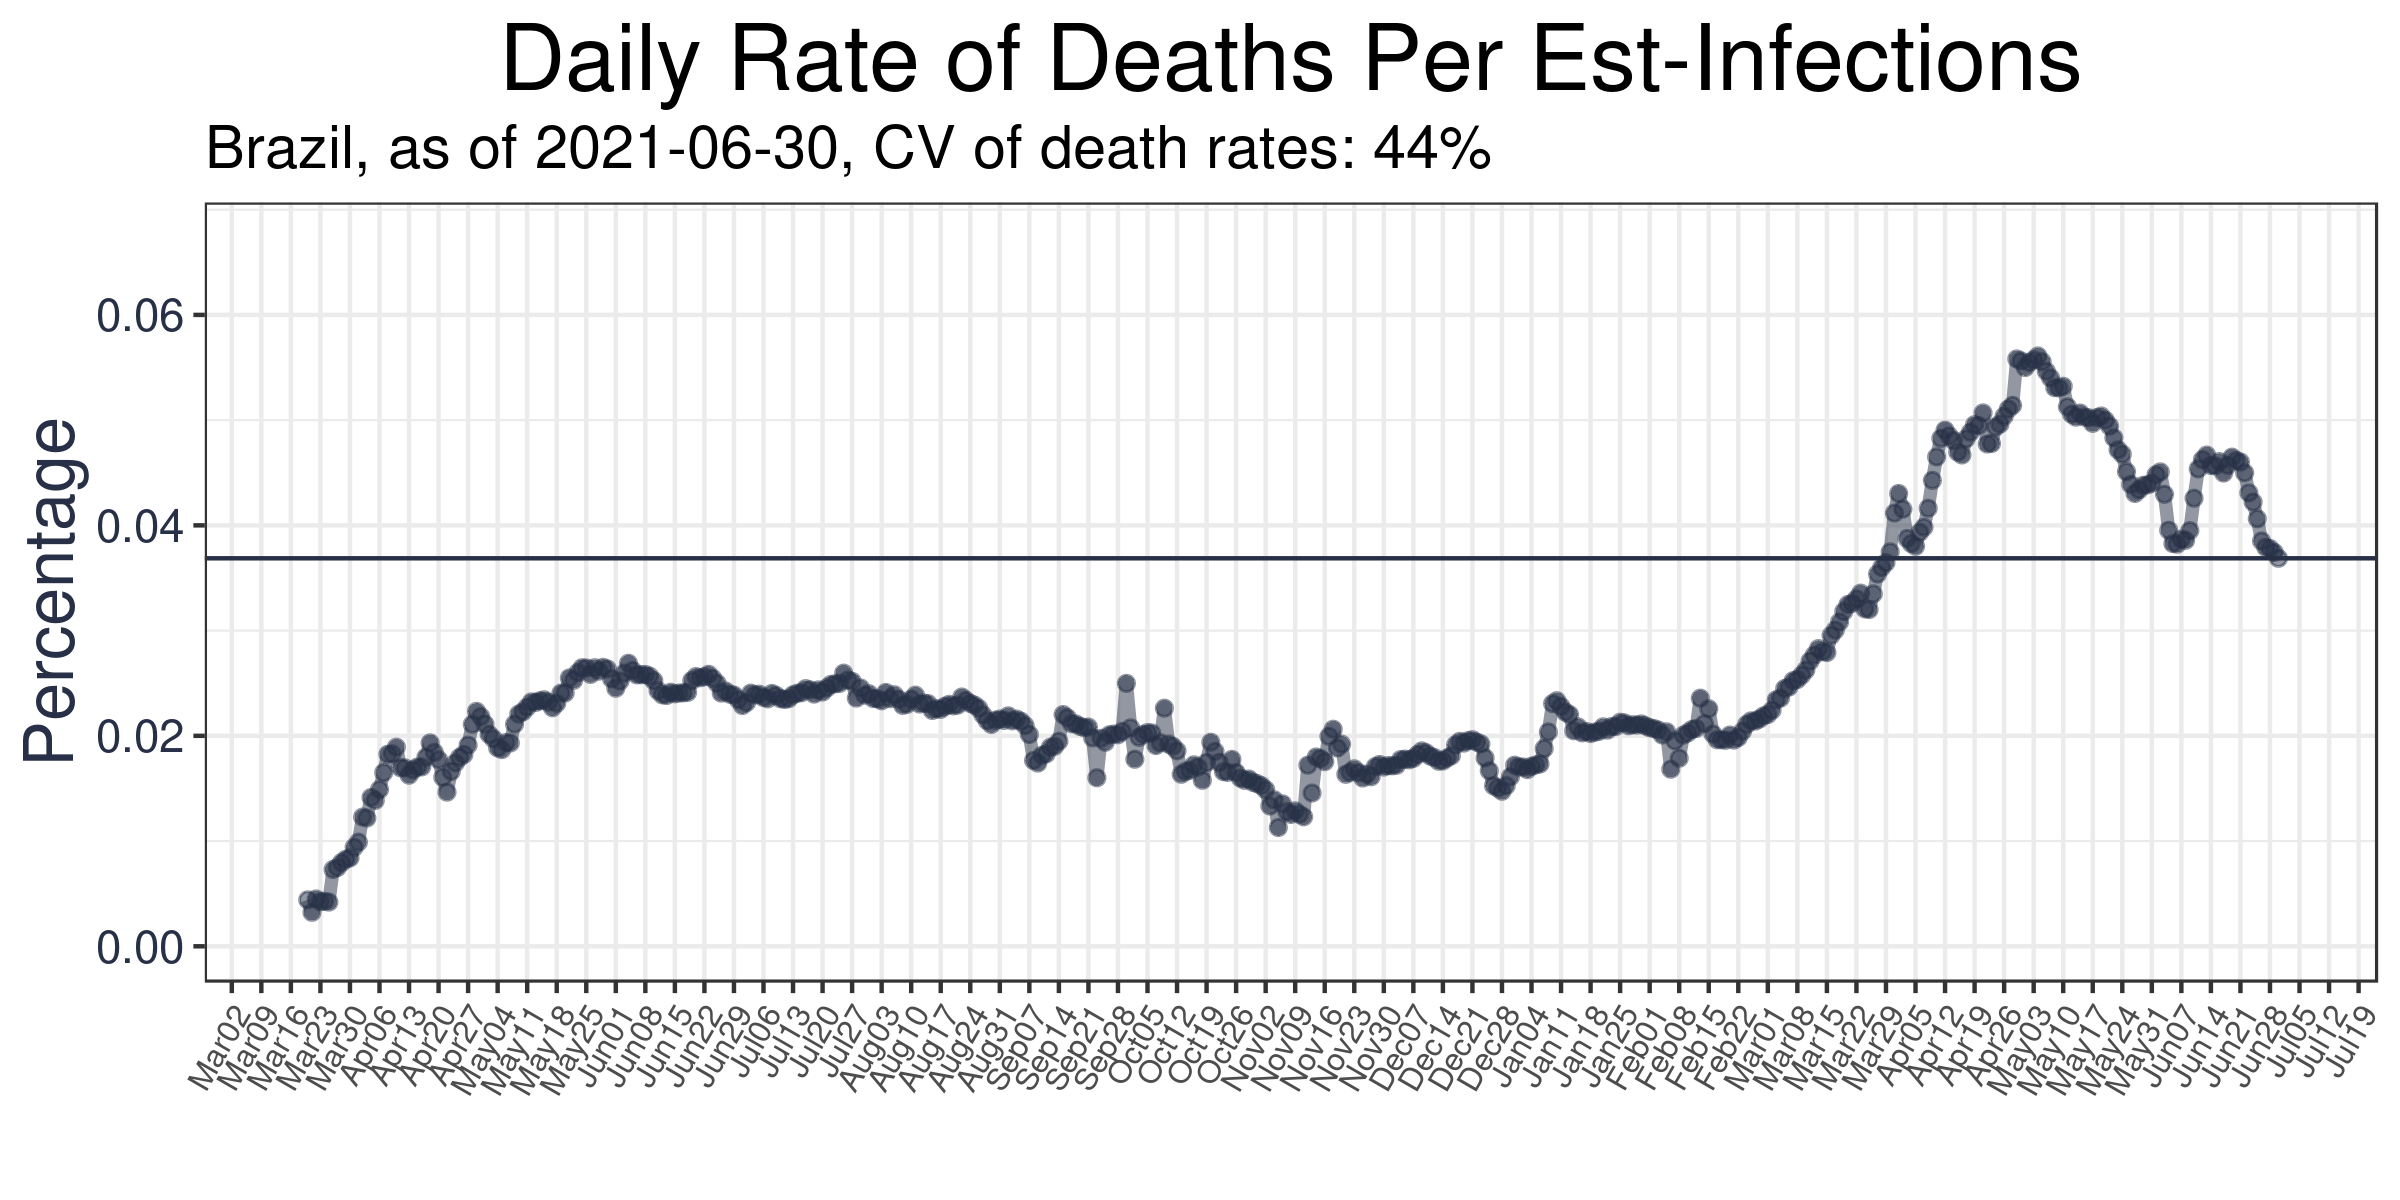 Daily Rate of Deaths Per Est-Infections
Brazil, as of 2021-06-30, CV of death rates: 44%
Percentage
0.06
0.04
0.02
0.00
Mar02
Mar09
Mar16
Mar23
Mar30
Apr06
Apr13
Apr20
Apr27
May04
May11
May18
May25
Jun01
Jun08
Jun15
Jun22
Jun29
Jul06
Jul13
Jul20
Jul27
Aug03
Aug10
Aug17
Aug24
Aug31
Sep07
Sep14
Sep21
Sep28
Oct05
Oct12
Oct19
Oct26
Nov02
Nov09
Nov16
Nov23
Nov30
Dec07
Dec14
Dec21
Dec28
Jan04
Jan11
Jan18
Jan25
Feb01
Feb08
Feb15
Feb22
Mar01
Mar08
Mar15
Mar22
Mar29
Apr05
Apr12
Apr19
Apr26
May03
May10
May17
May24
May31
Jun07
Jun14
Jun21
Jun28
Jul05
Jul12
Jul19